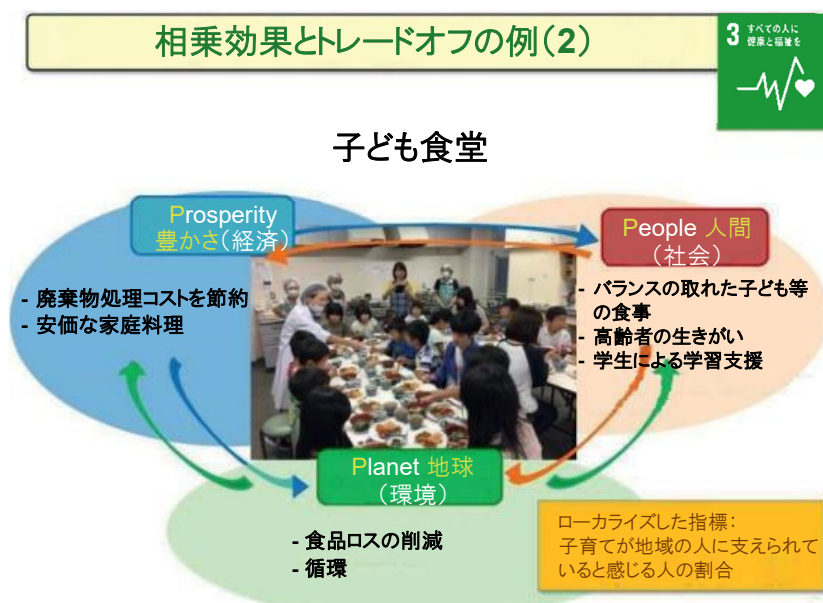 相乗効果とトレードオフの例(2)
3 すべての人に
健康と福祉を
子ども食堂
Prosperity
豊かさ(経済)
People 人間
(社会)
- 廃棄物処理コストを節約
- 安価な家庭料理
- バランスの取れた子ども等
の食事
- 高齢者の生きがい
- 学生による学習支援
Planet 地球
(環境)
- 食品ロスの削減
- 循環
ローカライズした指標:
子育てが地域の人に支えられて
いると感じる人の割合